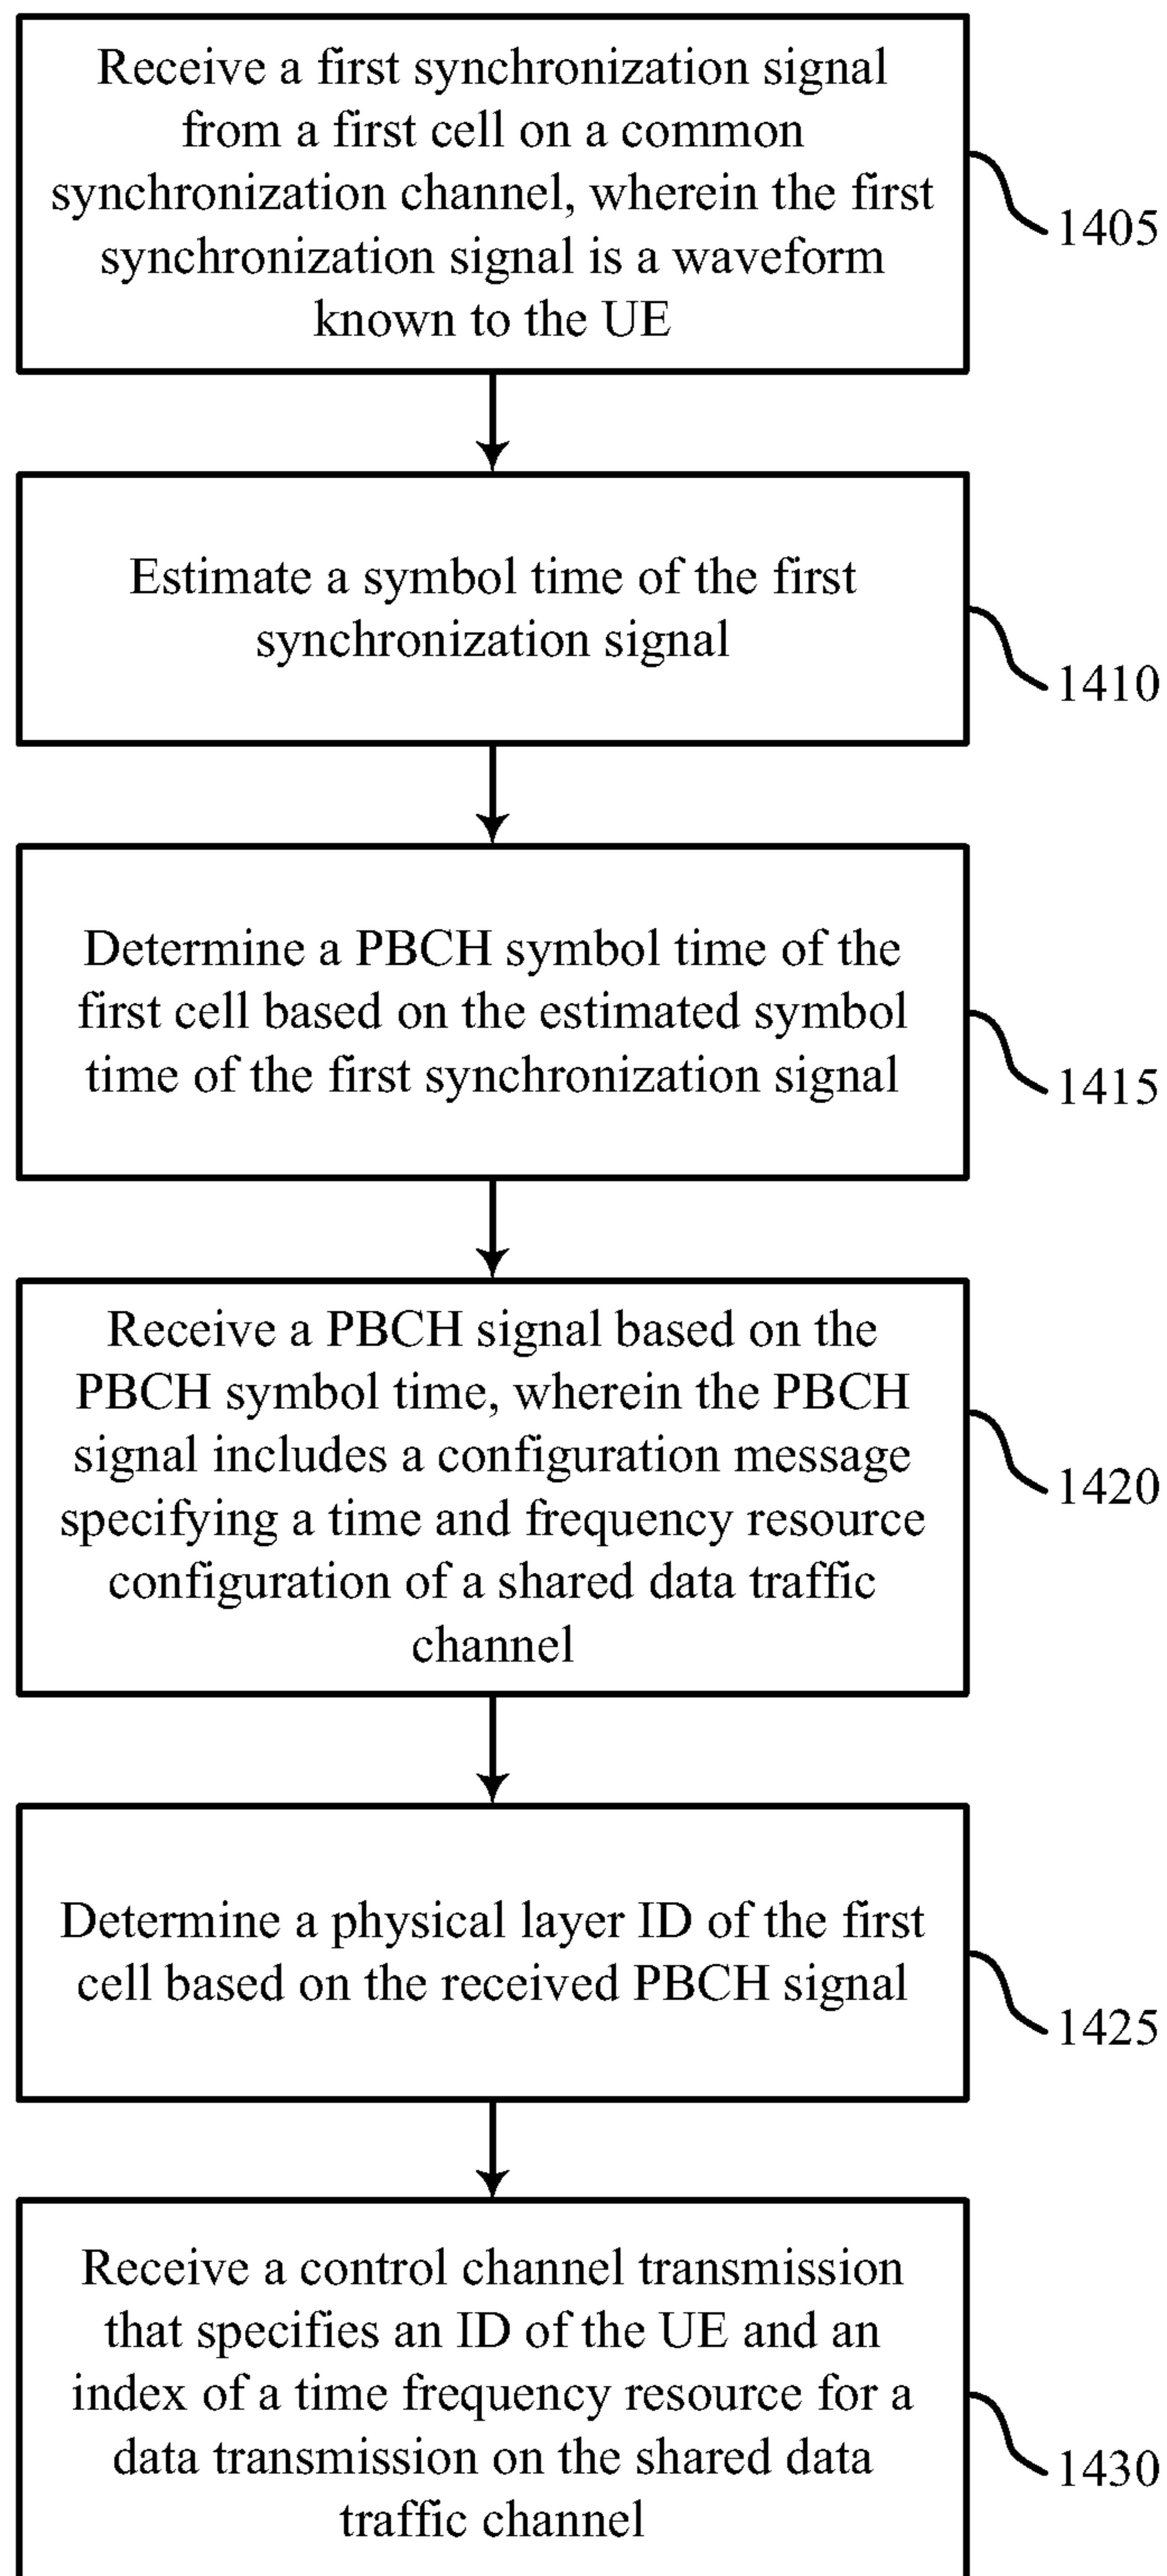 Receive a first synchronization signal
from a first cell on a common
synchronization channel, wherein the first
synchronization signal is a waveform
known to the UE
1405
Estimate a symbol time of the first
synchronization signal
1410
Determine a PBCH symbol time of the
first cell based on the estimated symbol
time of the first synchronization signal
1415
Receive a PBCH signal based on the
PBCH symbol time, wherein the PBCH
signal includes a configuration message
specifying a time and frequency resource
configuration of a shared data traffic
channel
1420
Determine a physical layer ID of the first
cell based on the received PBCH signal
1425
Receive a control channel transmission
that specifies an ID of the UE and an
index of a time frequency resource for a
data transmission on the shared data
traffic channel
1430